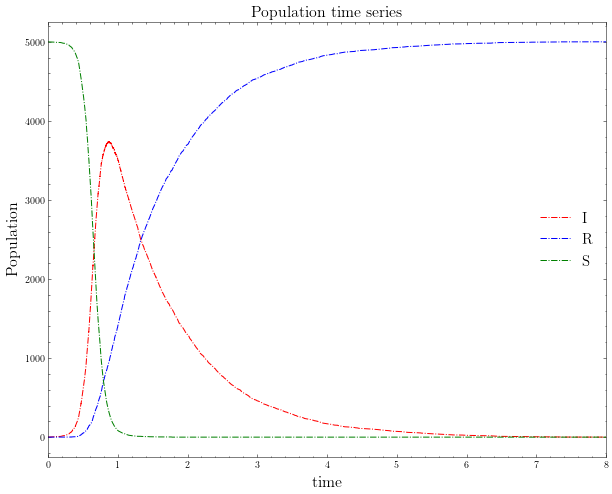 Population time series
5000
4000
3000
2000
1000
0
Population
I
R
S
0 1 2 3 4 5 6 7 8
time